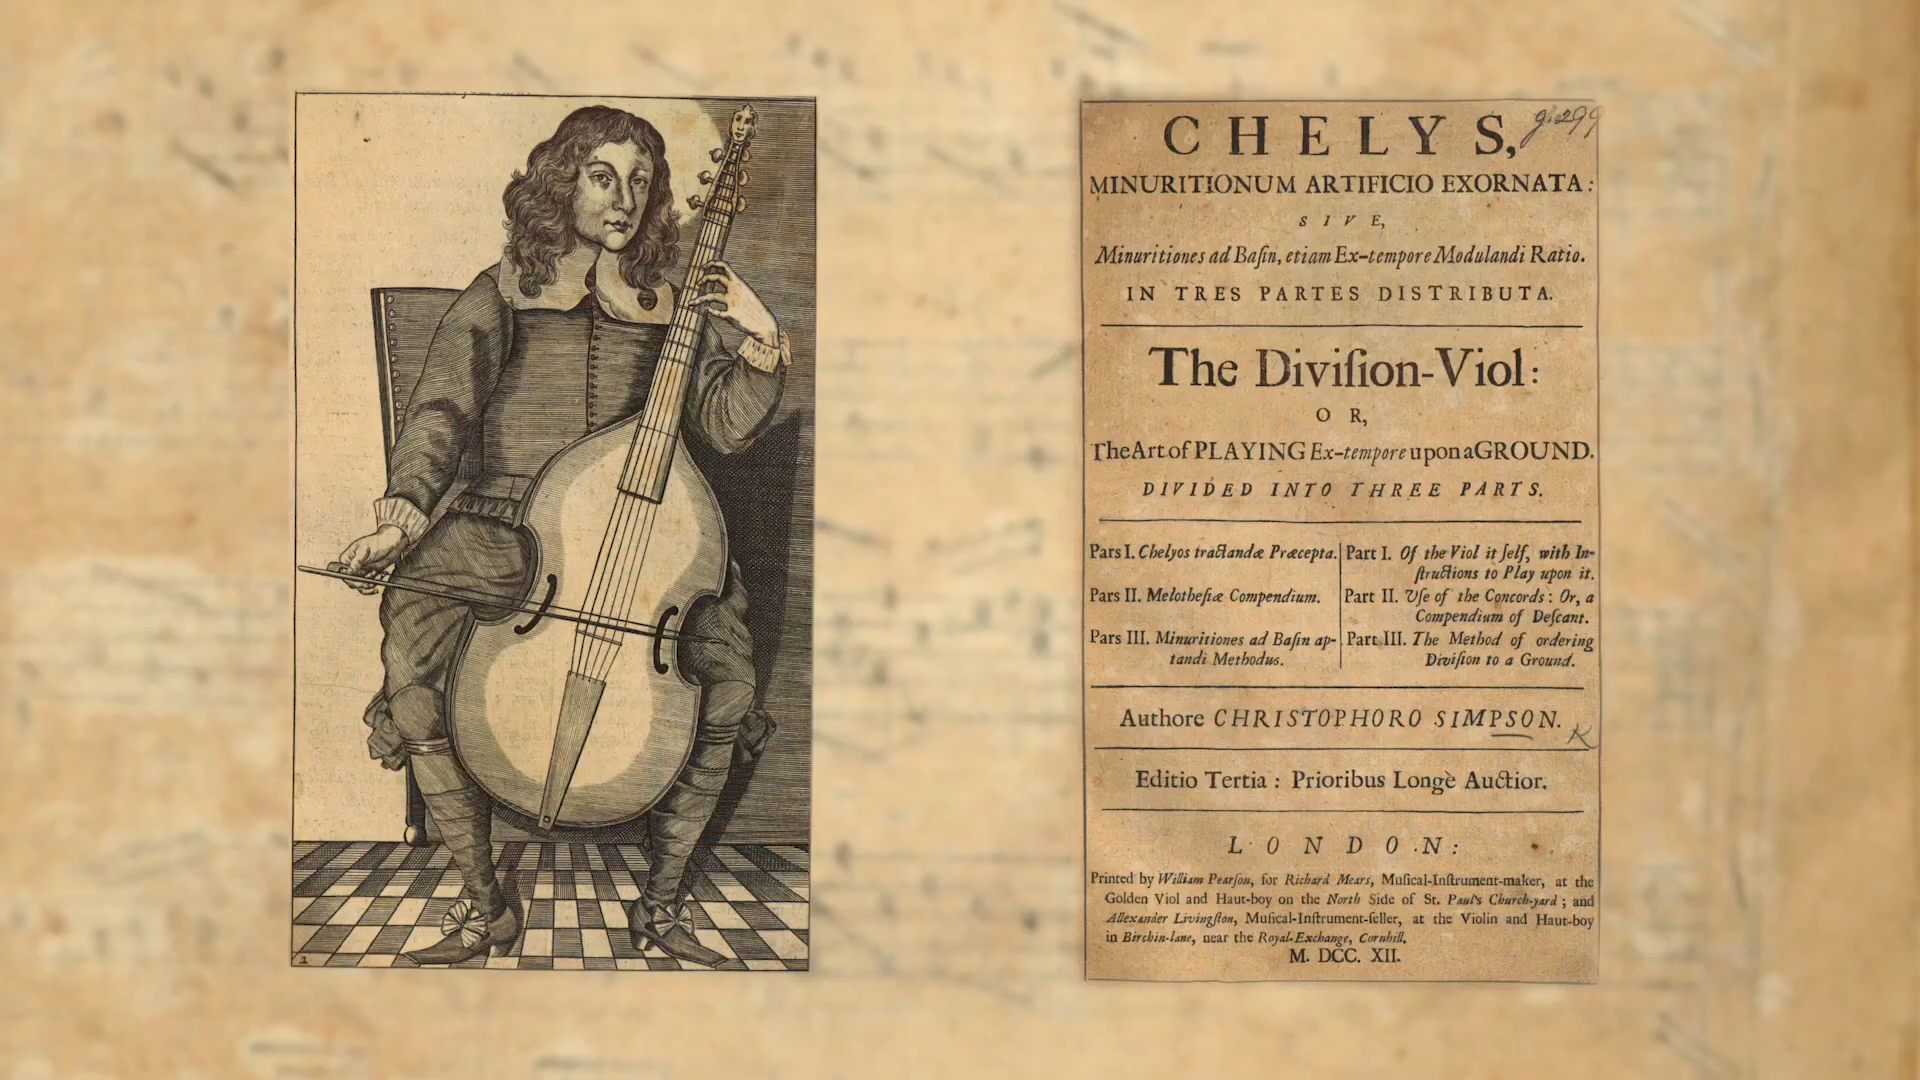 1
CHELYS,
g.299
MINURITIONUM ARTIFICIO EXORNATA:
SIVE,
Minuritiones ad Baſin, etiam Ex-tempore Modulandi Ratio.
IN TRES PARTES DISTRIBUTA.
The Diviſion-Viol:
OR,
The Art of PLAYING Ex-tempore upon a GROUND.
DIVIDED INTO THREE PARTS.
Pars I. Chelyos tractandæ Præcepta.
Pars II. Melotheſiæ Compendium.
Pars III. Minuritiones ad Baſin ap-
tandi Methodus.
Part I. Of the Viol it ſelf, with In-
ſtructions to Play upon it.
Part II. Uſe of the Concords: Or, a
Compendium of Deſcant.
Part III. The Method of ordering
Diviſion to a Ground.
Authore CHRISTOPHORO SIMPSON.
K
Editio Tertia: Prioribus Longè Auctior.
LONDON:
Printed by William Pearſon, for Richard Mears, Muſical-Inſtrument-maker, at the
Golden Viol and Haut-boy on the North Side of St. Paul's Church-yard; and
Allexander Livingſton, Muſical-Inſtrument-ſeller, at the Violin and Haut-boy
in Birchin-lane, near the Royal-Exchange, Cornhill.
M. DCC. XII.